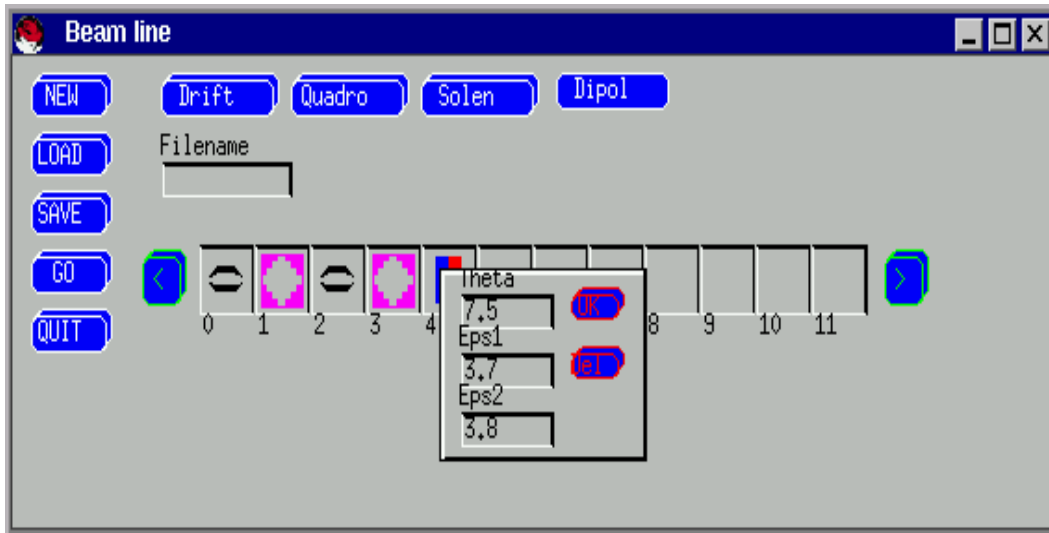 Beam line
NEW Drift Quadro Solen Dipol
LOAD Filename
SAVE
GO < >
QUIT 0 1 2 3 4 8 9 10 11
Theta
7.5 OK
Eps1
3.7 Del
Eps2
3.8